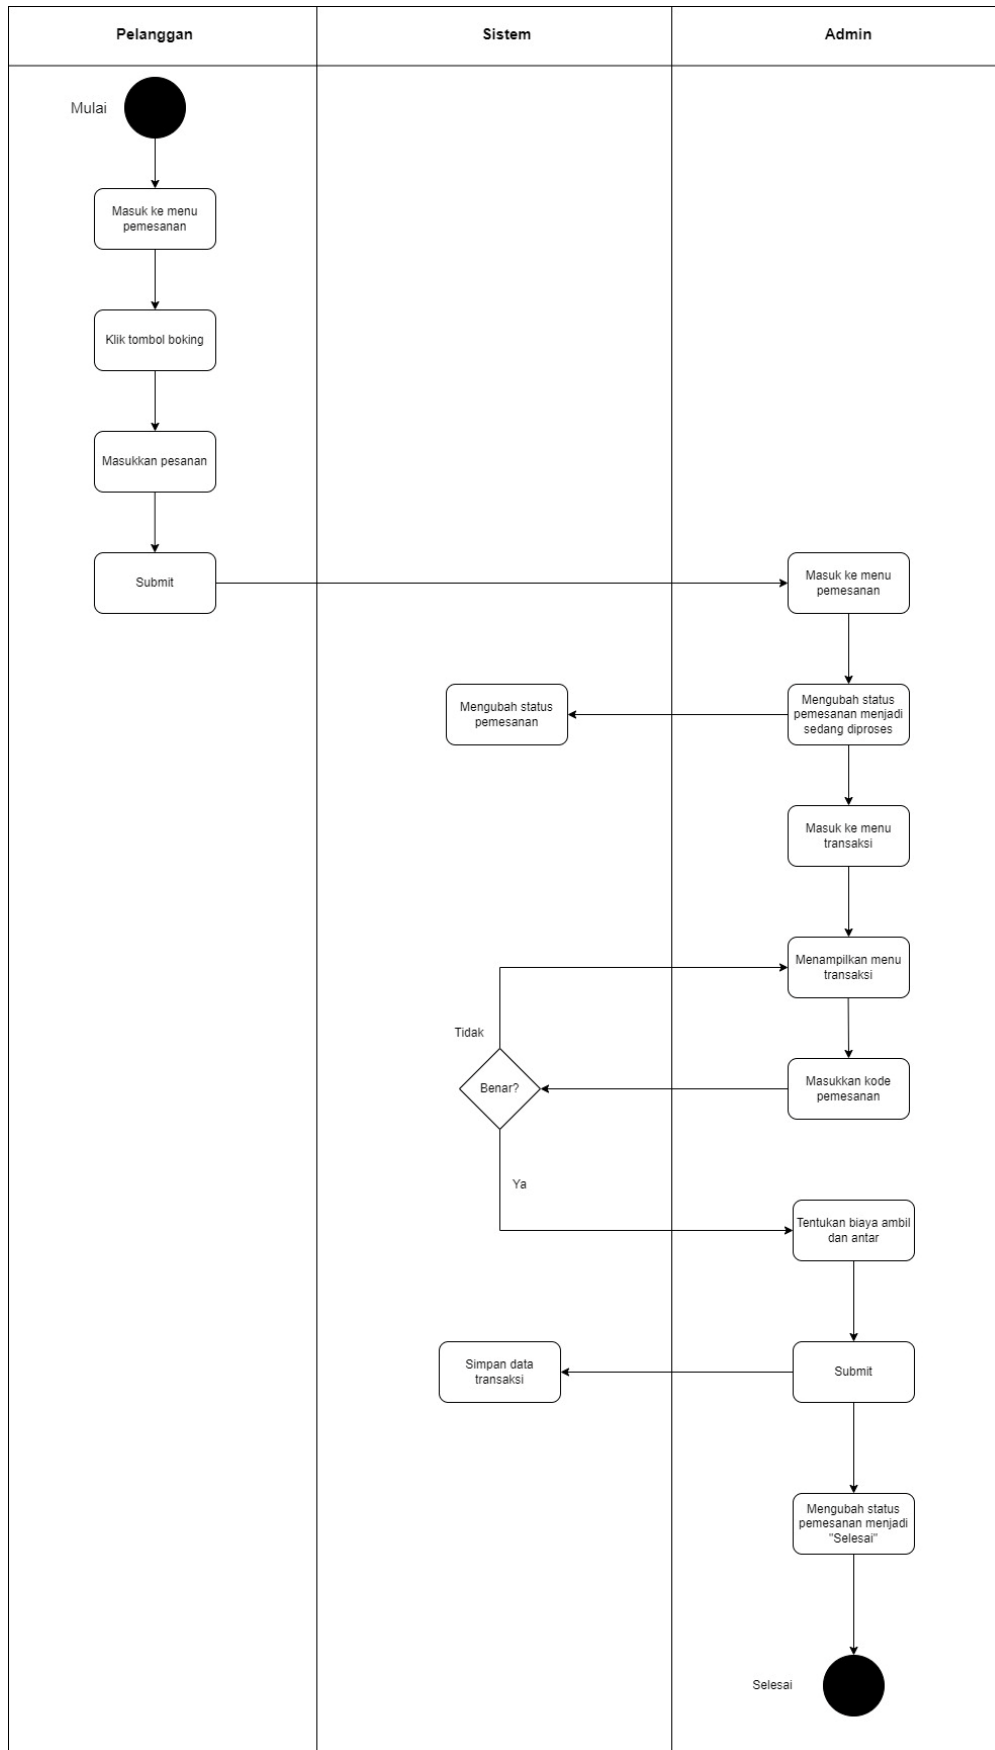 Pelanggan
Sistem
Admin
Mulai
Masuk ke menu
pemesanan
Klik tombol boking
Masukkan pesanan
Submit
Masuk ke menu
pemesanan
Mengubah status
pemesanan
Mengubah status
pemesanan menjadi
sedang diproses
Masuk ke menu
transaksi
Menampilkan menu
transaksi
Tidak
Benar?
Masukkan kode
pemesanan
Ya
Tentukan biaya ambil
dan antar
Simpan data
transaksi
Submit
Mengubah status
pemesanan menjadi
"Selesai"
Selesai